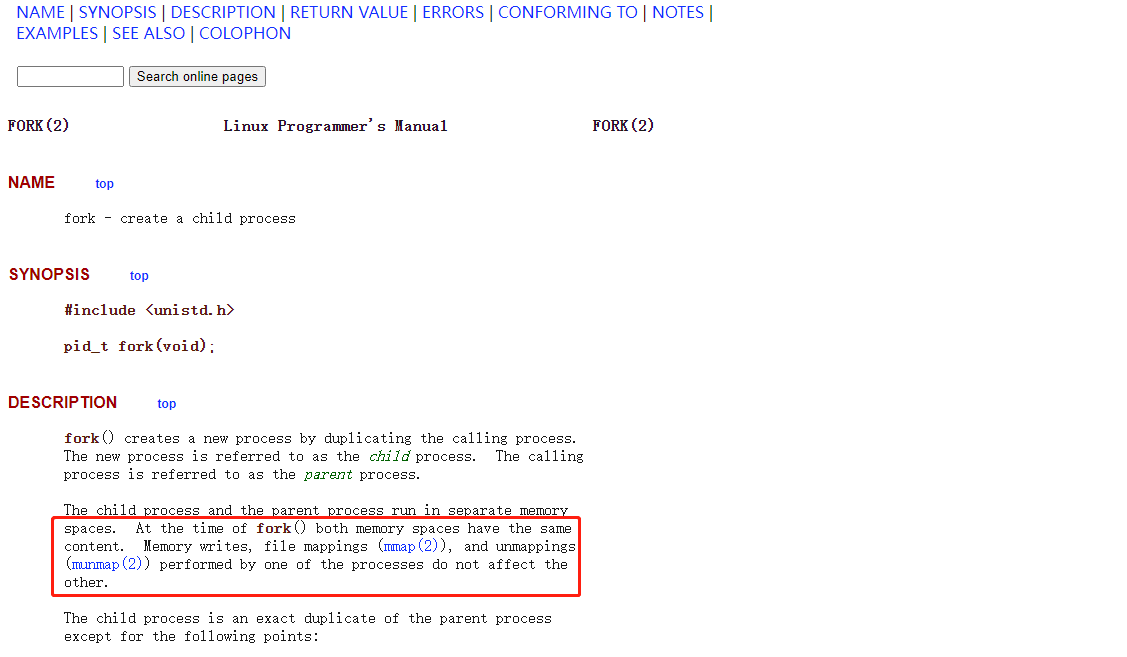 NAME | SYNOPSIS | DESCRIPTION | RETURN VALUE | ERRORS | CONFORMING TO | NOTES |
EXAMPLES | SEE ALSO | COLOPHON
Search online pages
FORK(2) Linux Programmer's Manual FORK(2)
NAME top
fork - create a child process
SYNOPSIS top
#include <unistd.h>
pid_t fork(void);
DESCRIPTION top
fork() creates a new process by duplicating the calling process.
The new process is referred to as the child process. The calling
process is referred to as the parent process.
The child process and the parent process run in separate memory
spaces. At the time of fork() both memory spaces have the same
content. Memory writes, file mappings (mmap(2)), and unmappings
(munmap(2)) performed by one of the processes do not affect the
other.
The child process is an exact duplicate of the parent process
except for the following points: